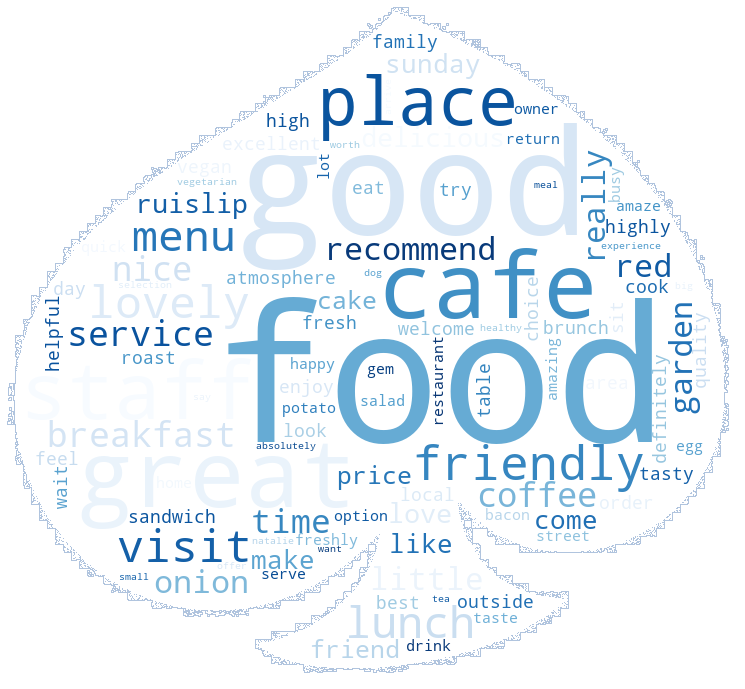 family
sunday
place
owner
high
excellent
delicious
return
worth
good
lot
vegan
vegetarian
eat
try
meal
really
busy
amaze
ruislip
menu
highly
quick
recommend
experience
nice
atmosphere
dog
cafe
red
day
selection
lovely
cake
cook
big
helpful
service
fresh
welcome
healthy
choice
brunch
sit
garden
quality
roast
food
happy
gem
restaurant
table
amazing
definitely
staff
enjoy
area
say
potato
salad
breakfast
look
absolutely
egg
feel
great
friendly
wait
home
price
tasty
local
coffee
order
sandwich
time
option
love
bacon
come
visit
natalie
freshly
want
like
street
onion
make
offer
small
serve
little
best
tea
outside
lunch
taste
friend
drink